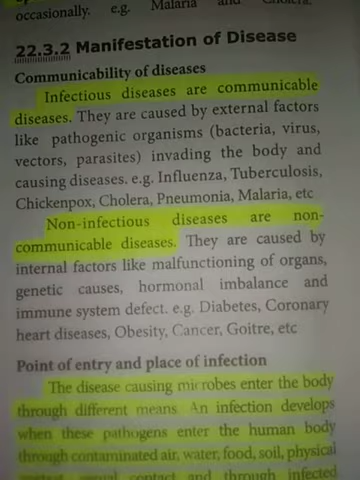 occasionally. e.g. Malaria and Cholera.
22.3.2 Manifestation of Disease
Communicability of diseases
Infectious diseases are communicable
diseases. They are caused by external factors
like pathogenic organisms (bacteria, virus,
vectors, parasites) invading the body and
causing diseases. e.g. Influenza, Tuberculosis,
Chickenpox, Cholera, Pneumonia, Malaria, etc
Non-infectious diseases are non-
communicable diseases. They are caused by
internal factors like malfunctioning of organs,
genetic causes, hormonal imbalance and
immune system defect. e.g. Diabetes, Coronary
heart diseases, Obesity, Cancer, Goitre, etc
Point of entry and place of infection
The disease causing microbes enter the body
through different means. An infection develops
when these pathogens enter the human body
through contaminated air, water, food, soil, physical
contact and through infected